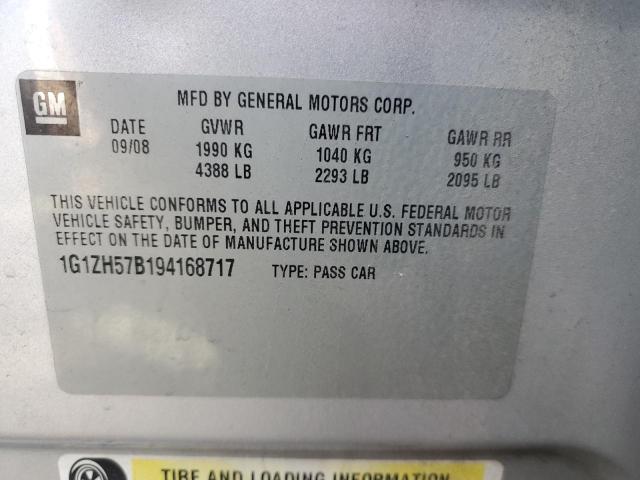 GM
MFD BY GENERAL MOTORS CORP.
DATE GVWR GAWR FRT GAWR RR
09/08 1990 KG 1040 KG 950 KG
4388 LB 2293 LB 2095 LB
THIS VEHICLE CONFORMS TO ALL APPLICABLE U.S. FEDERAL MOTOR
VEHICLE SAFETY, BUMPER, AND THEFT PREVENTION STANDARDS IN
EFFECT ON THE DATE OF MANUFACTURE SHOWN ABOVE.
1G1ZH57B194168717 TYPE: PASS CAR
TIRE AND LOADING INFORMATION